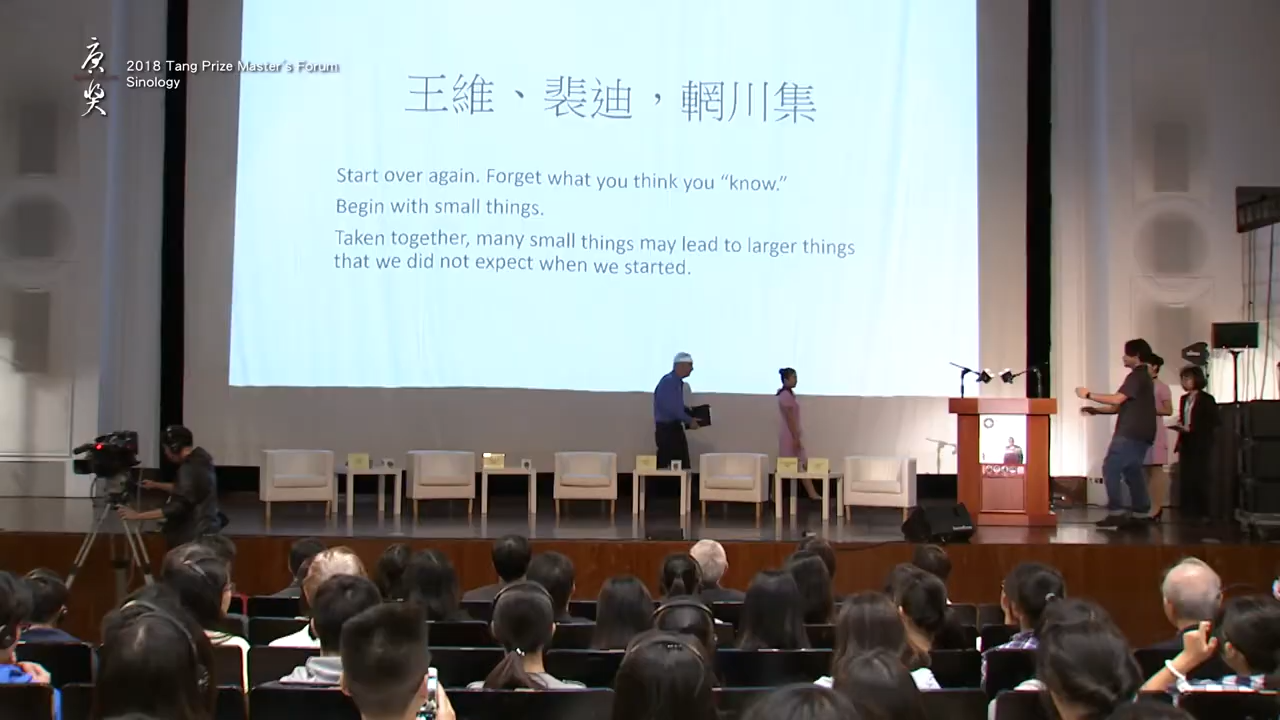 唐獎
2018 Tang Prize Master's Forum
Sinology
王維、裴迪，輞川集
Start over again. Forget what you think you “know.”
Begin with small things.
Taken together, many small things may lead to larger things
that we did not expect when we started.